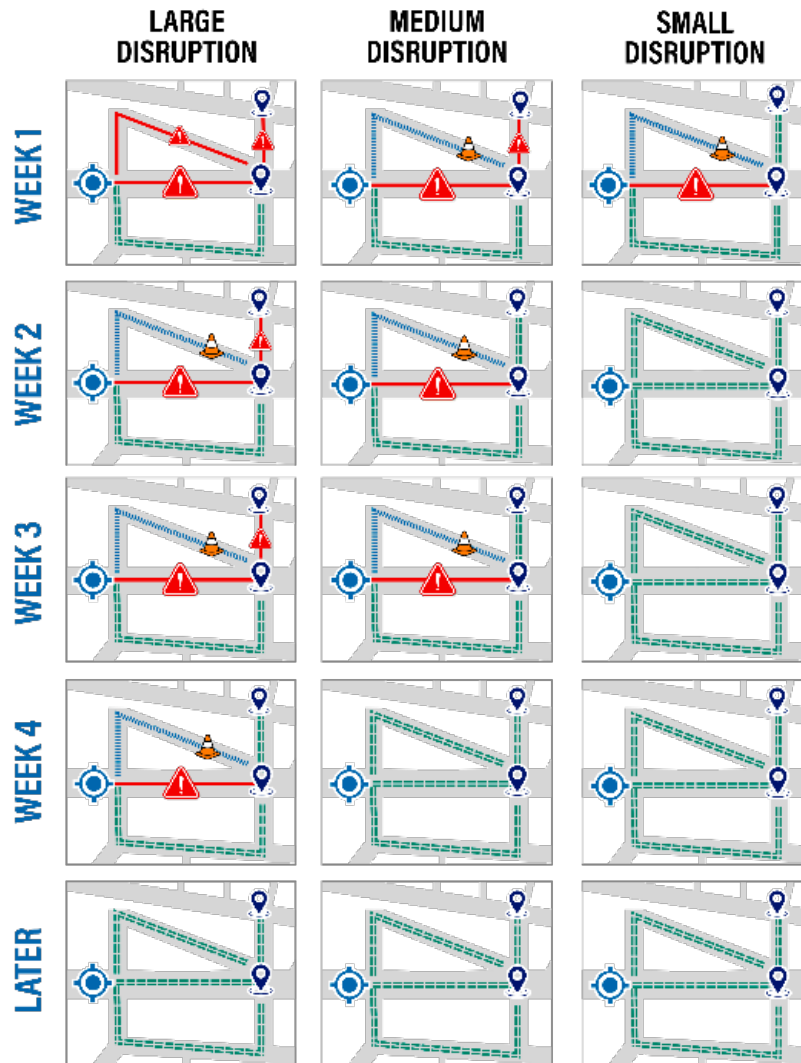 LARGE
DISRUPTION
MEDIUM
DISRUPTION
SMALL
DISRUPTION
WEEK 1
WEEK 2
WEEK 3
WEEK 4
LATER